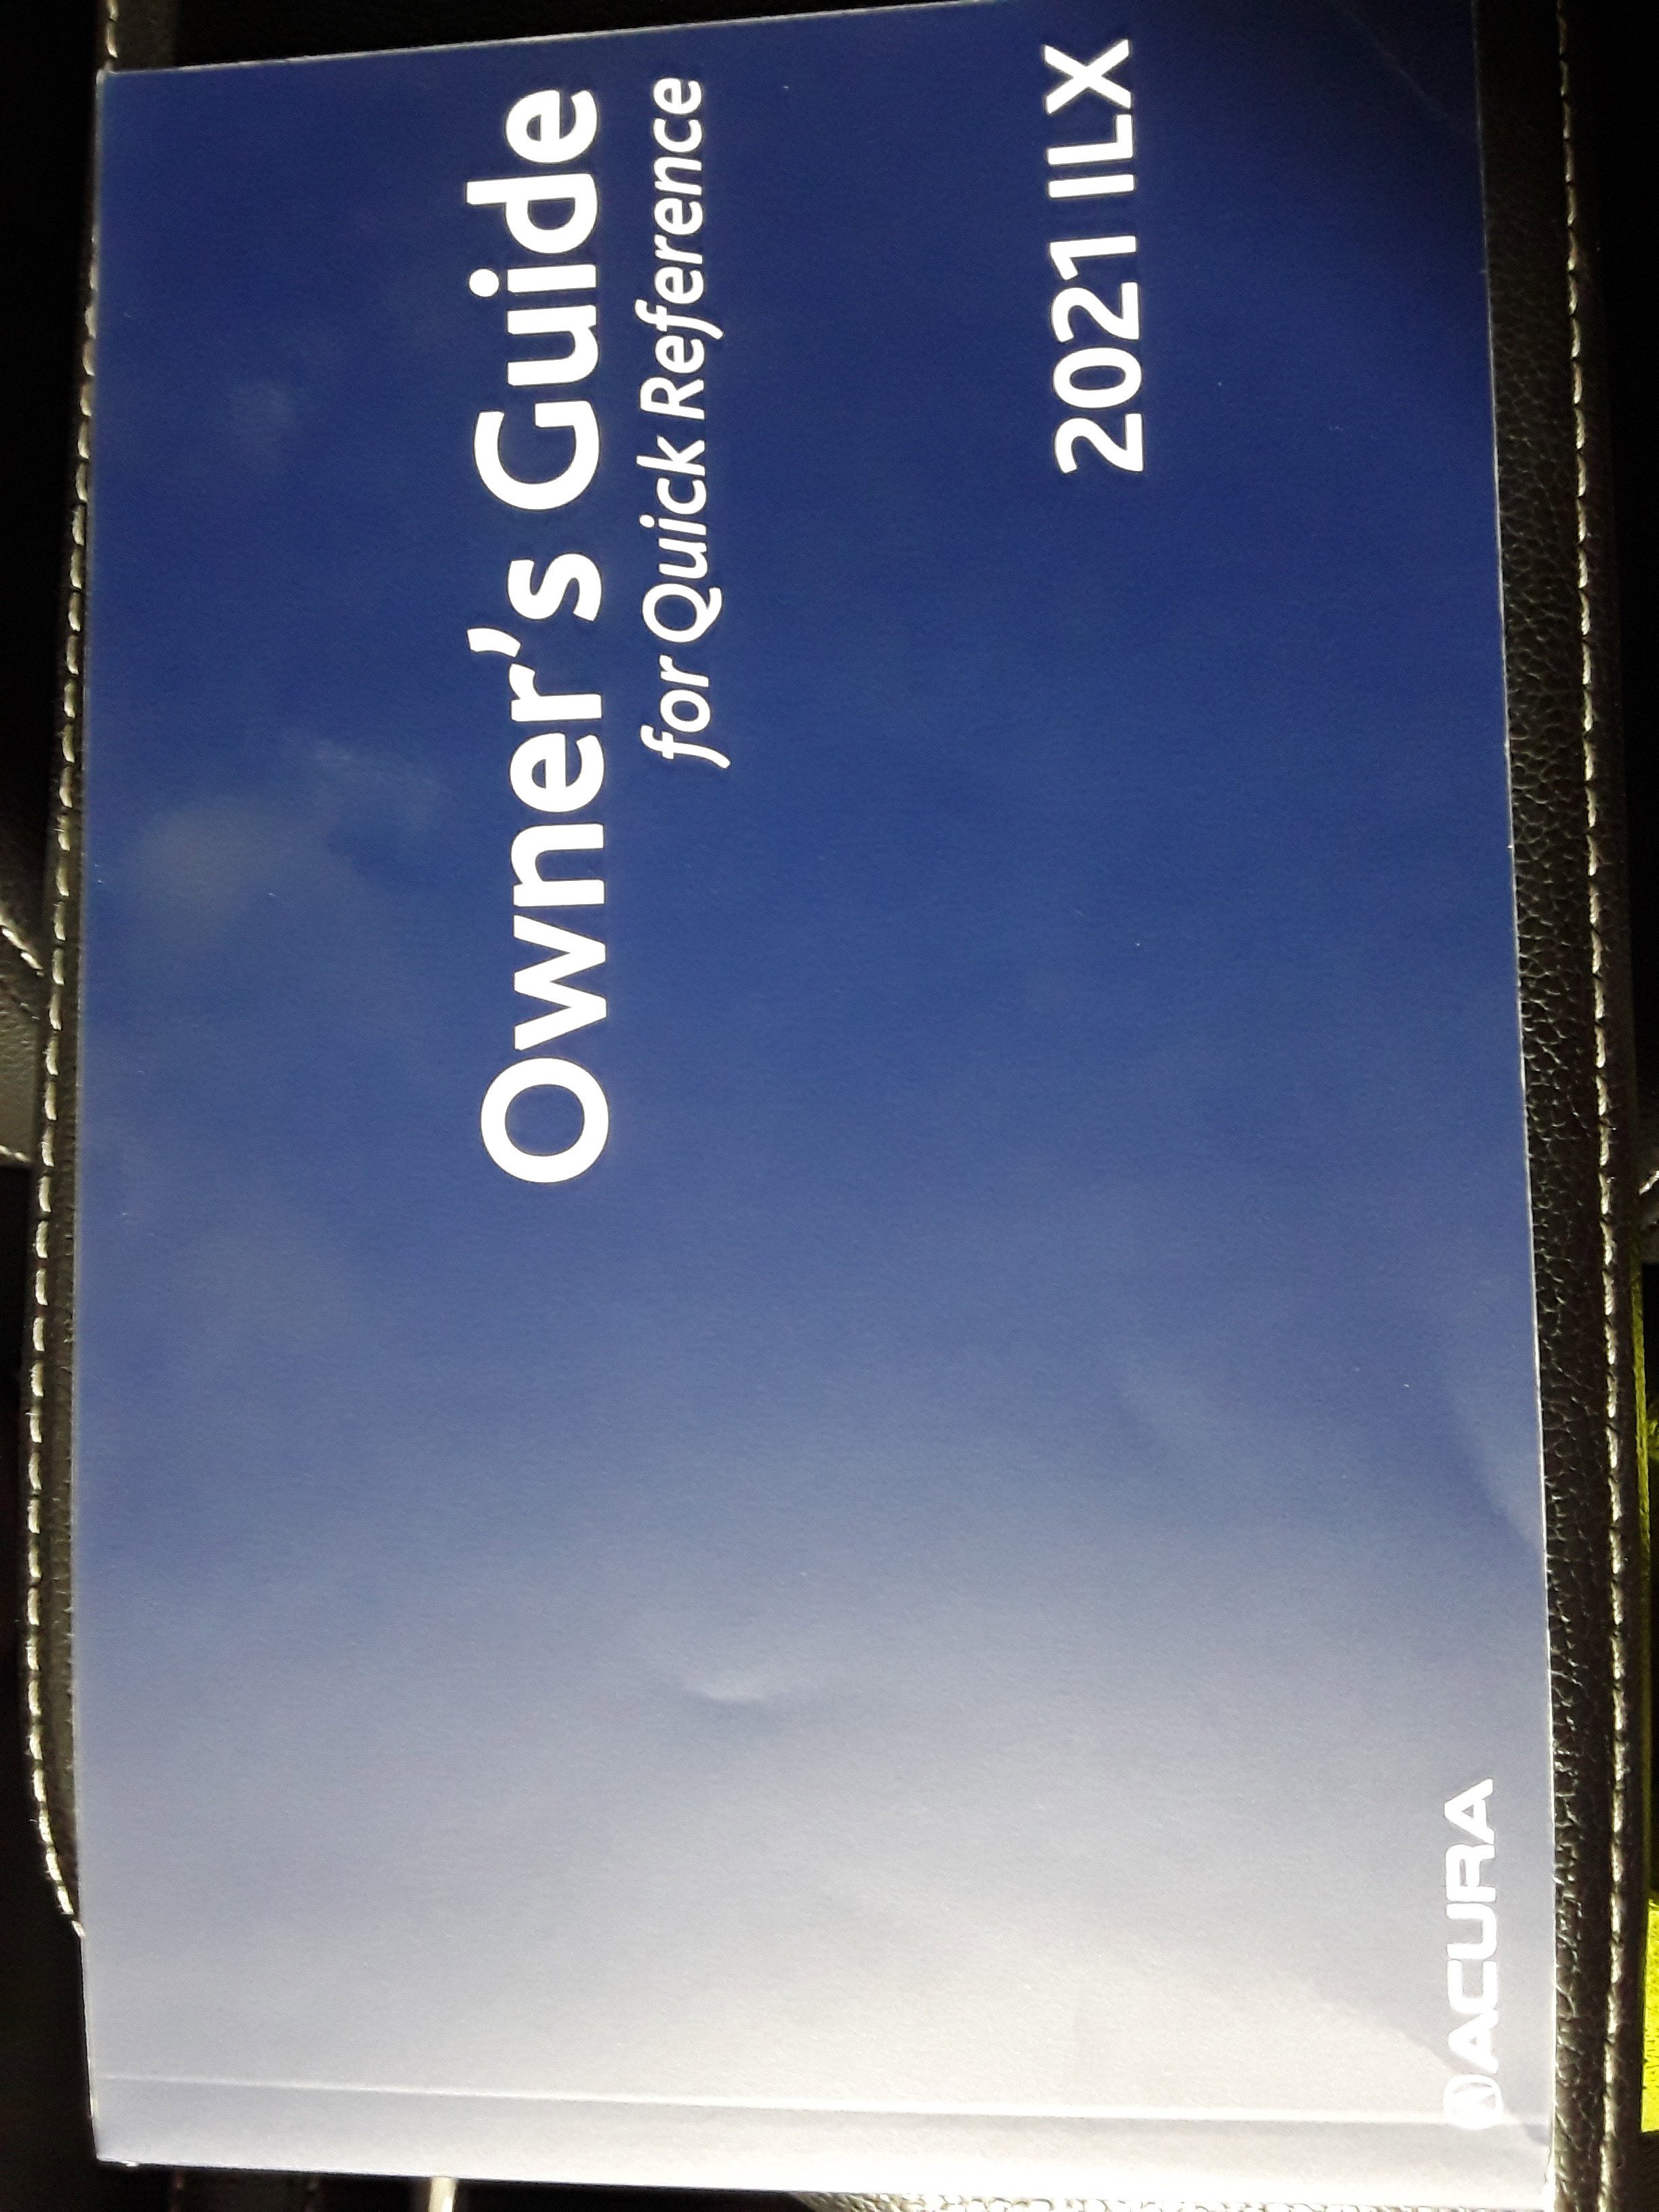 Owner's Guide
for Quick Reference
2021 ILX
ACURA